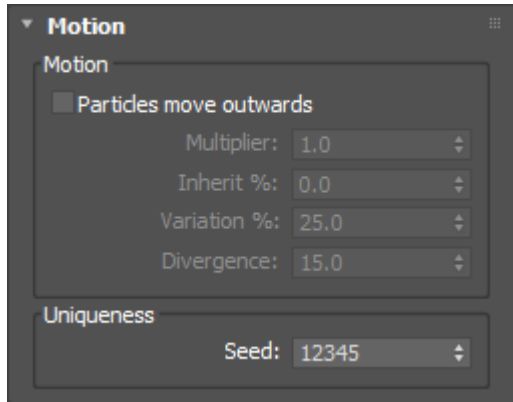 Motion
Motion
Particles move outwards
Multiplier: 1.0
Inherit %: 0.0
Variation %: 25.0
Divergence: 15.0
Uniqueness
Seed: 12345